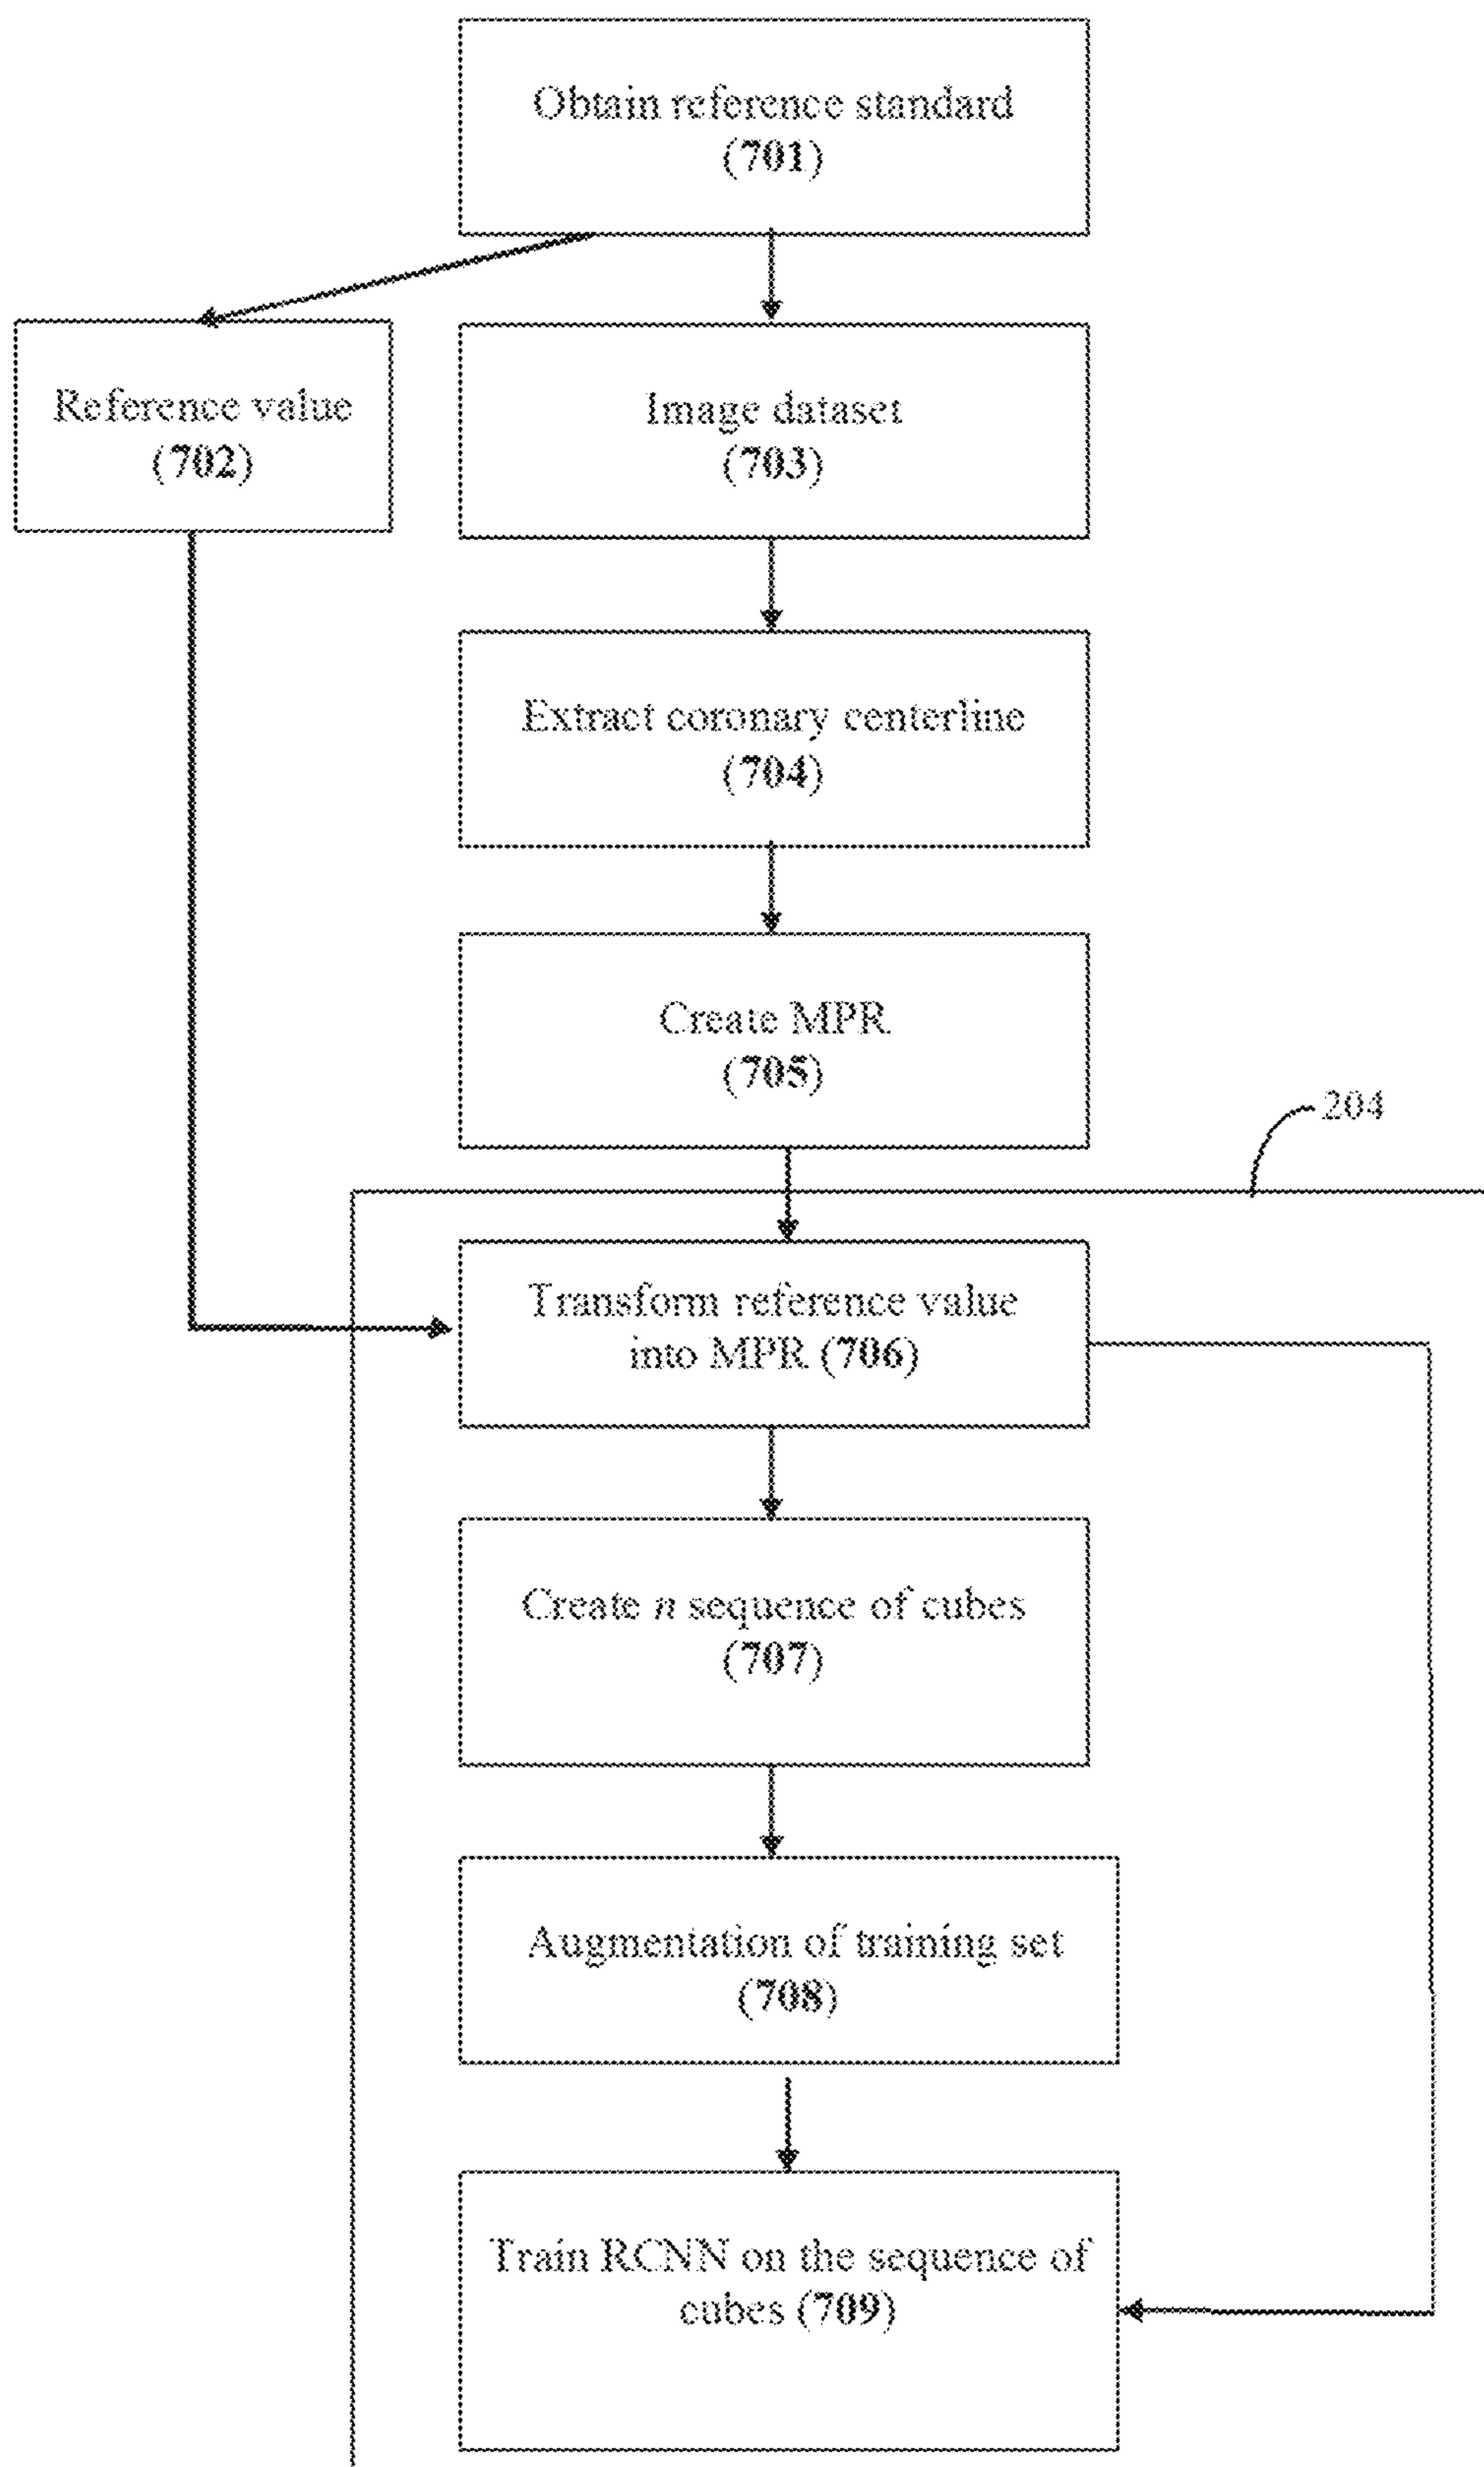 Obtain reference standard
(701)
Reference value
(702)
Image dataset
(703)
Extract coronary centerline
(704)
Create MPR
(705)
204
Transform reference value
into MPR (706)
Create n sequence of cubes
(707)
Augmentation of training set
(708)
Train RCNN on the sequence of
cubes (709)